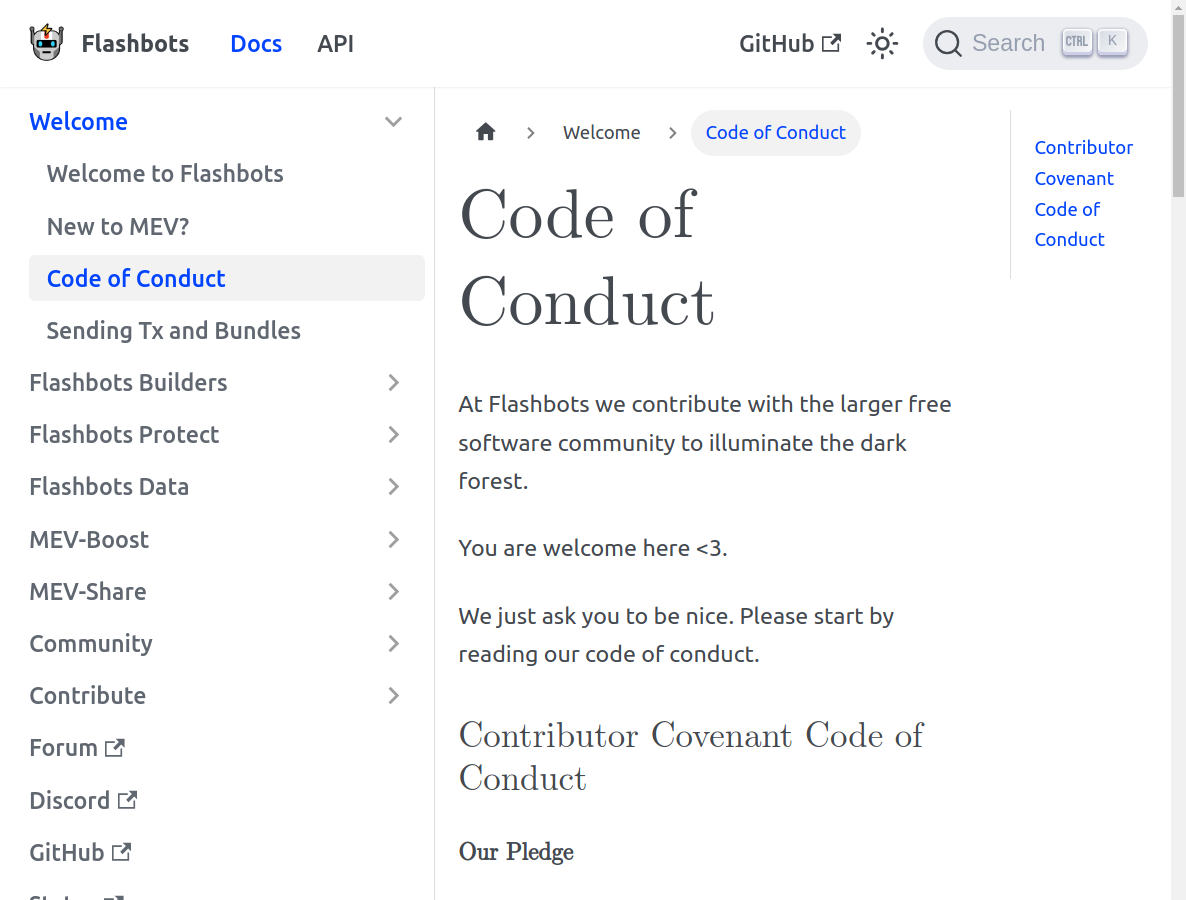 Flashbots
Docs
API
GitHub
Search
CTRL
K
Welcome
Welcome to Flashbots
New to MEV?
Code of Conduct
Sending Tx and Bundles
Flashbots Builders
Flashbots Protect
Flashbots Data
MEV-Boost
MEV-Share
Community
Contribute
Forum
Discord
GitHub
Welcome
Code of Conduct
Code of
Conduct
At Flashbots we contribute with the larger free
software community to illuminate the dark
forest.
You are welcome here <3.
We just ask you to be nice. Please start by
reading our code of conduct.
Contributor Covenant Code of
Conduct
Our Pledge
Contributor
Covenant
Code of
Conduct